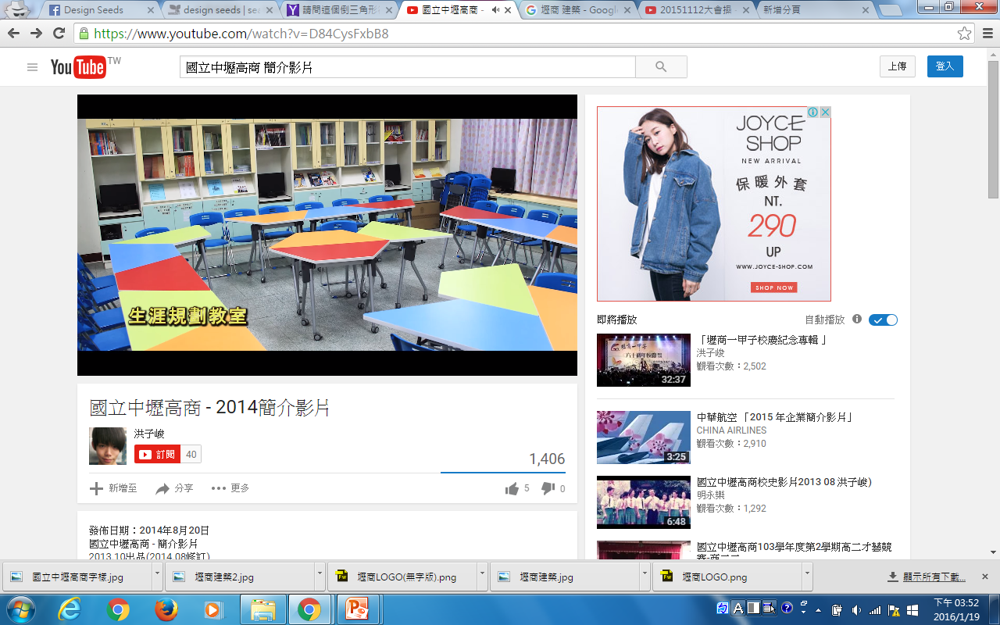 Design Seeds
design seeds | sea
請問這個倒三角形
國立中壢高商 -
壢商 建築 - Google
20151112大會操 -
新增分頁
https://www.youtube.com/watch?v=D84CysFxbB8
YouTube TW
國立中壢高商 簡介影片
上傳
登入
生涯規劃教室
JOYCE
SHOP
NEW ARRIVAL
保暖外套
NT.
290
UP
WWW.JOYCE-SHOP.COM
SHOP NOW
即將播放
自動播放
「壢商一甲子校慶紀念專輯 」
洪子峻
觀看次數：2,502
32:37
中華航空 「2015 年企業簡介影片」
CHINA AIRLINES
觀看次數：2,910
3:25
國立中壢高商校史影片2013 08 洪子峻)
明永樂
觀看次數：1,292
6:48
國立中壢高商103學年度第2學期高二才藝競
國立中壢高商 - 2014簡介影片
洪子峻
訂閱 40
1,406
新增至
分享
更多
5
0
發佈日期：2014年8月20日
國立中壢高商 - 簡介影片
2013.10出品(2014.08修訂)
國立中壢高商字樣.jpg
壢商建築2.jpg
壢商LOGO(無字版).png
壢商建築.jpg
壢商LOGO.png
顯示所有下載...
下午 03:52
2016/1/19